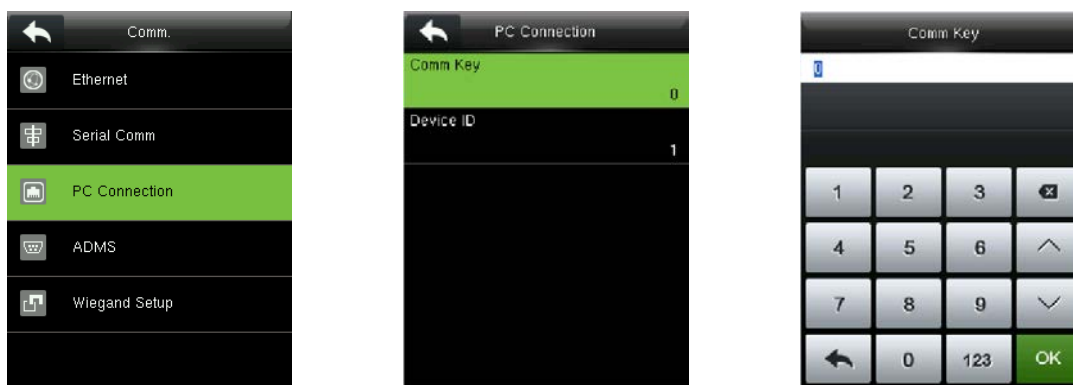 Comm.
Ethernet
Serial Comm
PC Connection
ADMS
Wiegand Setup
PC Connection
Comm Key
0
Device ID
1
Comm Key
0
1 2 3
4 5 6
7 8 9
0 123 OK